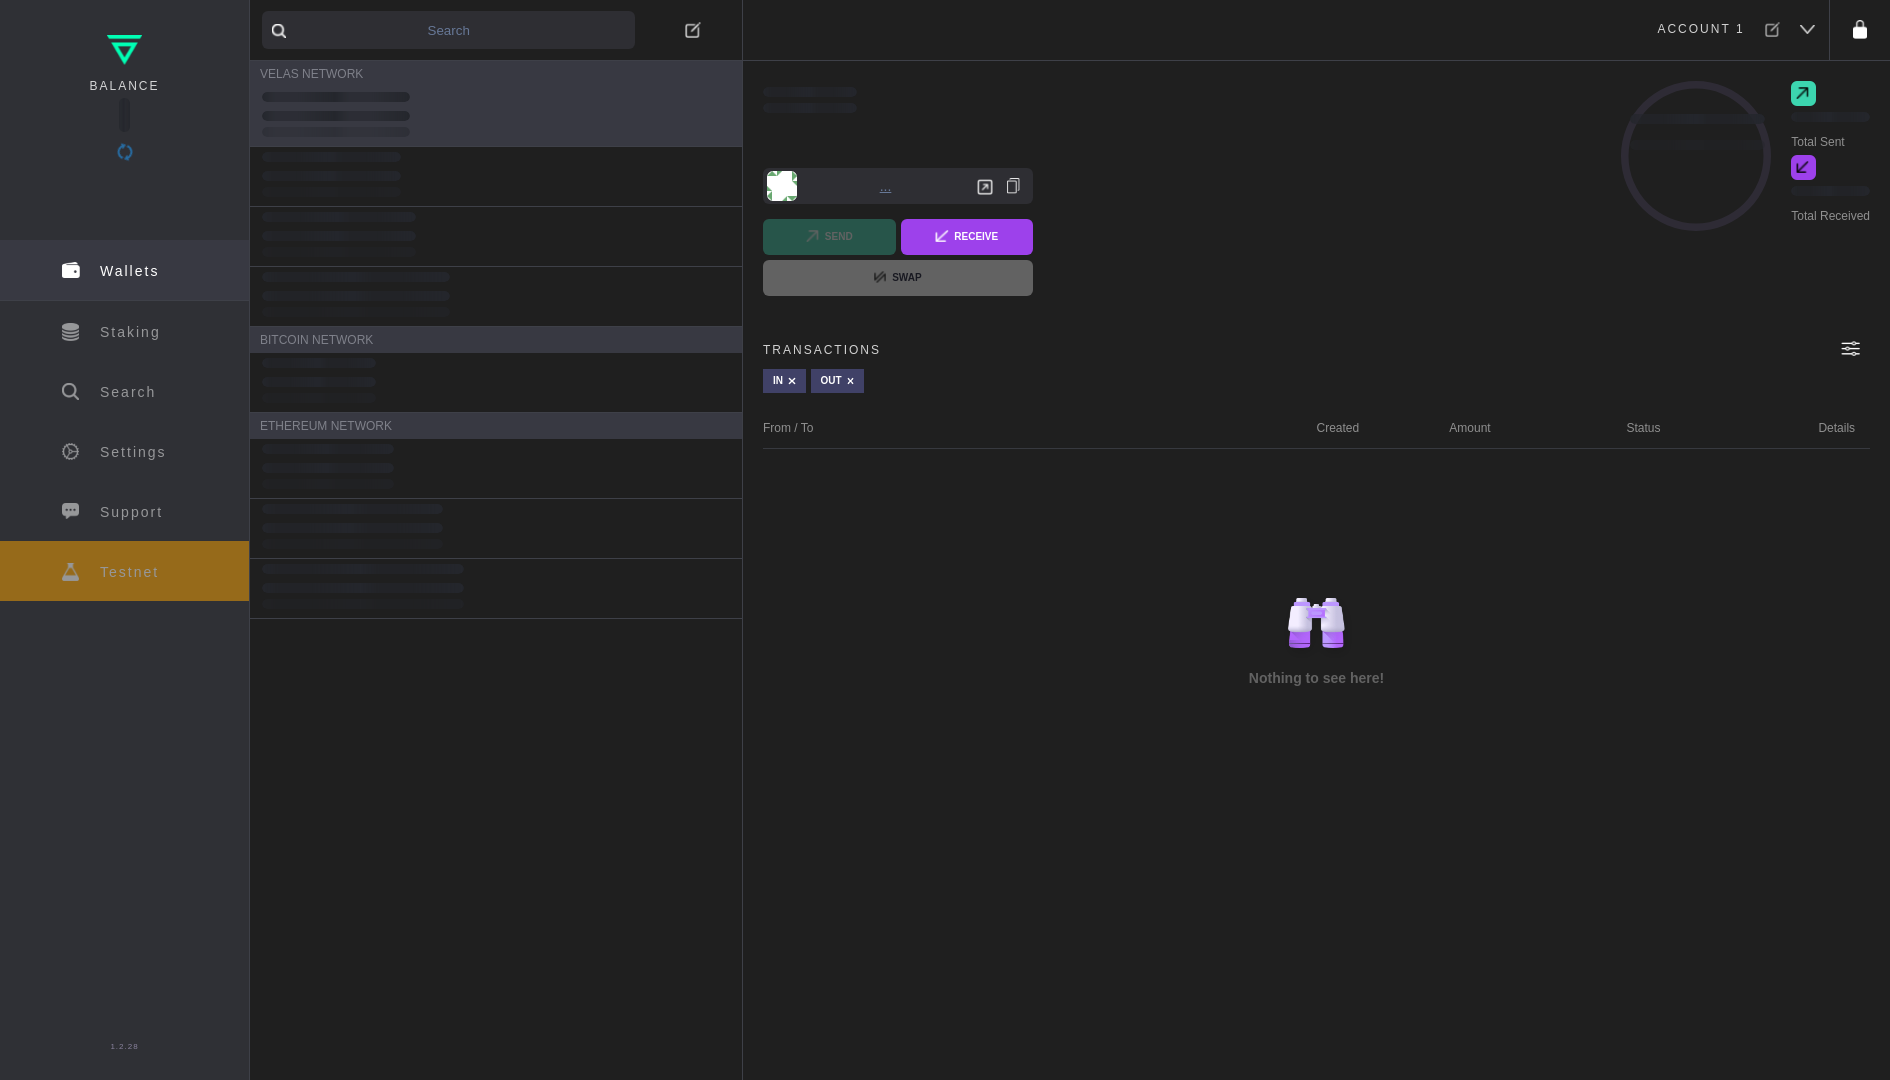 BALANCE
Wallets
Staking
Search
Settings
Support
Testnet
1.2.28
Search
VELAS NETWORK
BITCOIN NETWORK
ETHEREUM NETWORK
ACCOUNT 1
Total Sent
Total Received
...
SEND
RECEIVE
SWAP
TRANSACTIONS
IN ×
OUT ×
From / To Created Amount Status Details
Nothing to see here!